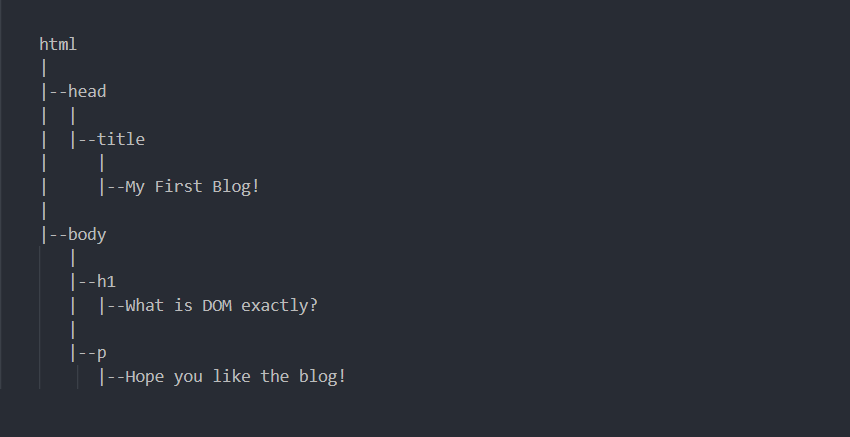 html
|
|--head
|  |
|  |--title
|     |
|     |--My First Blog!
|
|--body
   |
   |--h1
   |  |--What is DOM exactly?
   |
   |--p
      |--Hope you like the blog!